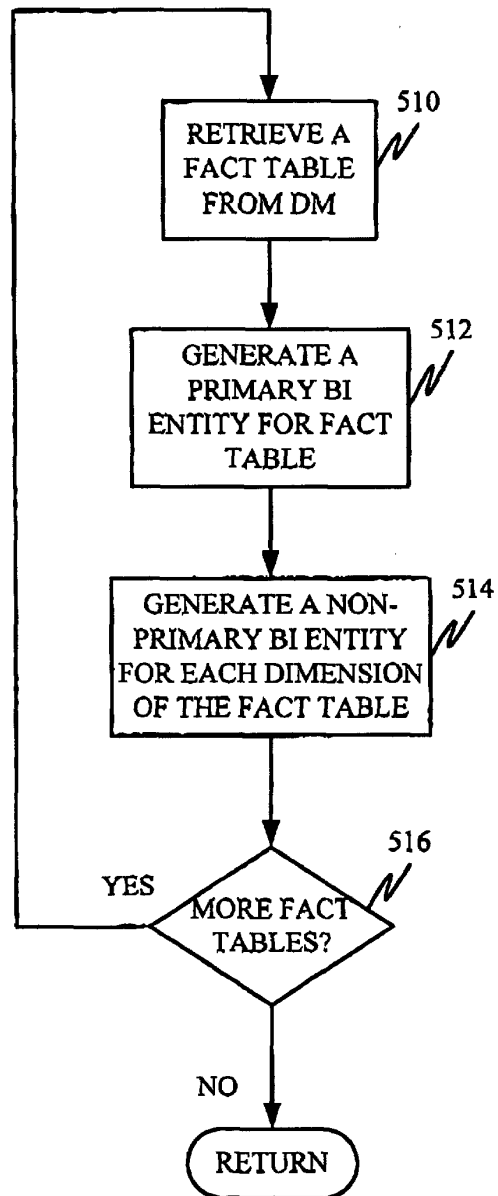 510
RETRIEVE A
FACT TABLE
FROM DM
512
GENERATE A
PRIMARY BI
ENTITY FOR FACT
TABLE
514
GENERATE A NON-
PRIMARY BI ENTITY
FOR EACH DIMENSION
OF THE FACT TABLE
516
YES
MORE FACT
TABLES?
NO
RETURN